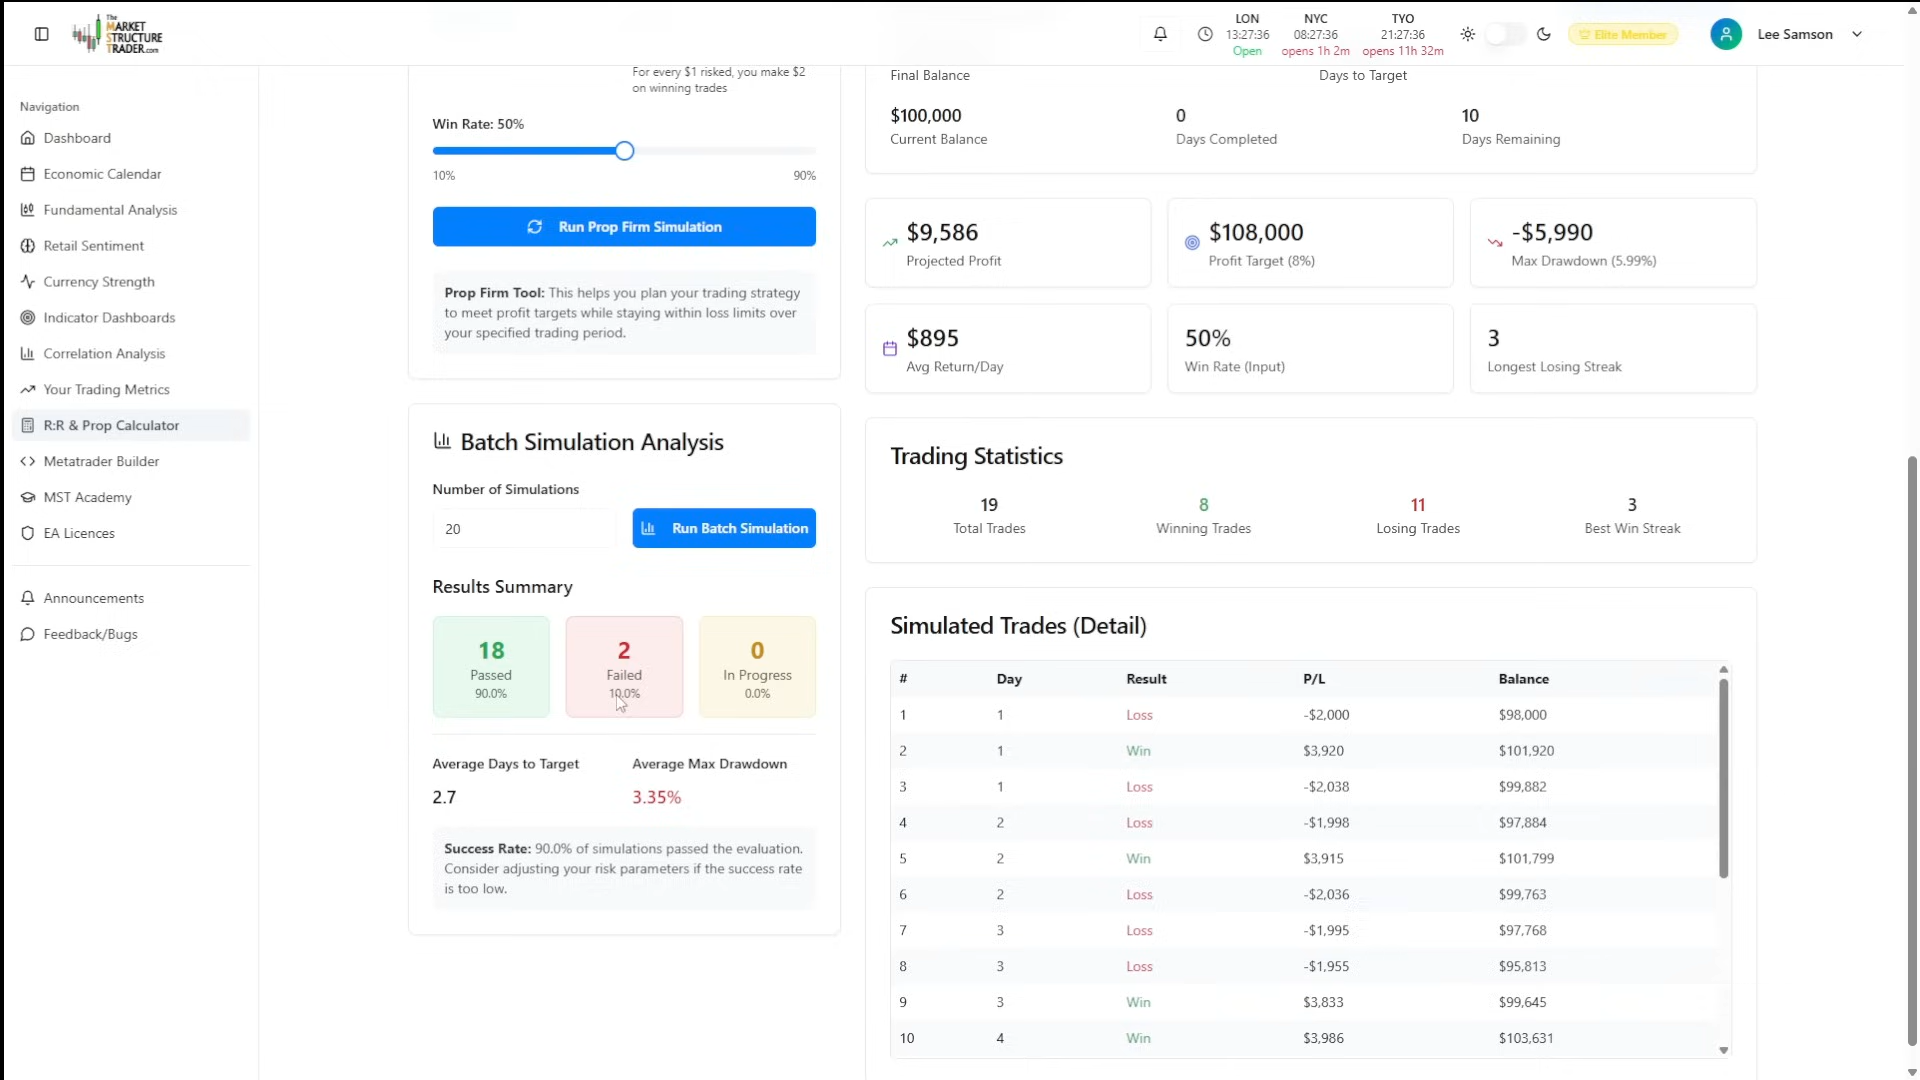 The
MARKET
STRUCTURE
TRADER.com
LON
13:27:36
Open
NYC
08:27:36
opens 1h 2m
TYO
21:27:36
opens 11h 32m
Elite Member
Lee Samson
Navigation
Dashboard
Economic Calendar
Fundamental Analysis
Retail Sentiment
Currency Strength
Indicator Dashboards
Correlation Analysis
Your Trading Metrics
R:R & Prop Calculator
Metatrader Builder
MST Academy
EA Licences
Announcements
Feedback/Bugs
For every $1 risked, you make $2
on winning trades
Win Rate: 50%
10% 90%
Run Prop Firm Simulation
Prop Firm Tool: This helps you plan your trading strategy
to meet profit targets while staying within loss limits over
your specified trading period.
Batch Simulation Analysis
Number of Simulations
20
Run Batch Simulation
Results Summary
18
Passed
90.0%
2
Failed
10.0%
0
In Progress
0.0%
Average Days to Target
2.7
Average Max Drawdown
3.35%
Success Rate: 90.0% of simulations passed the evaluation.
Consider adjusting your risk parameters if the success rate
is too low.
Final Balance
Days to Target
$100,000
Current Balance
0
Days Completed
10
Days Remaining
$9,586
Projected Profit
$108,000
Profit Target (8%)
-$5,990
Max Drawdown (5.99%)
$895
Avg Return/Day
50%
Win Rate (Input)
3
Longest Losing Streak
Trading Statistics
19
Total Trades
8
Winning Trades
11
Losing Trades
3
Best Win Streak
Simulated Trades (Detail)
# Day Result P/L Balance
1 1 Loss -$2,000 $98,000
2 1 Win $3,920 $101,920
3 1 Loss -$2,038 $99,882
4 2 Loss -$1,998 $97,884
5 2 Win $3,915 $101,799
6 2 Loss -$2,036 $99,763
7 3 Loss -$1,995 $97,768
8 3 Loss -$1,955 $95,813
9 3 Win $3,833 $99,645
10 4 Win $3,986 $103,631